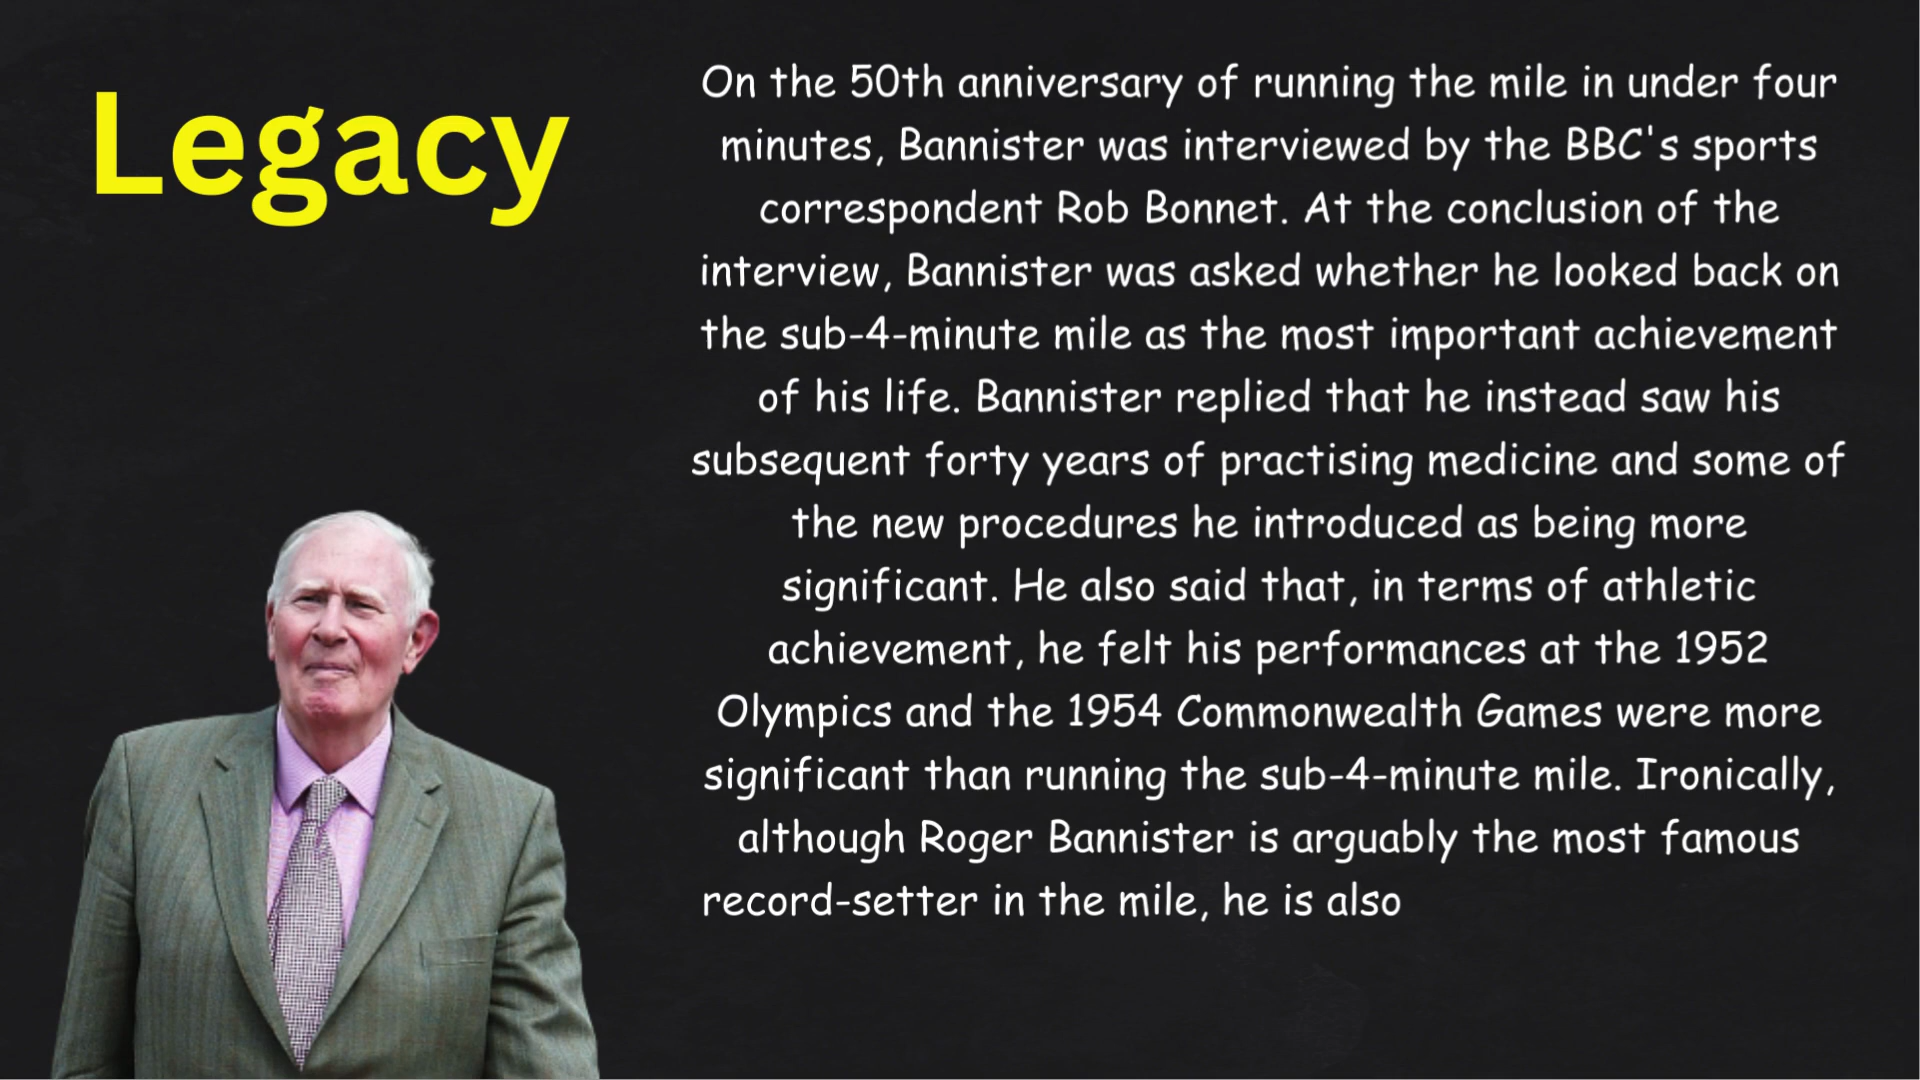 Legacy
On the 50th anniversary of running the mile in under four
minutes, Bannister was interviewed by the BBC's sports
correspondent Rob Bonnet. At the conclusion of the
interview, Bannister was asked whether he looked back on
the sub-4-minute mile as the most important achievement
of his life. Bannister replied that he instead saw his
subsequent forty years of practising medicine and some of
the new procedures he introduced as being more
significant. He also said that, in terms of athletic
achievement, he felt his performances at the 1952
Olympics and the 1954 Commonwealth Games were more
significant than running the sub-4-minute mile. Ironically,
although Roger Bannister is arguably the most famous
record-setter in the mile, he is also